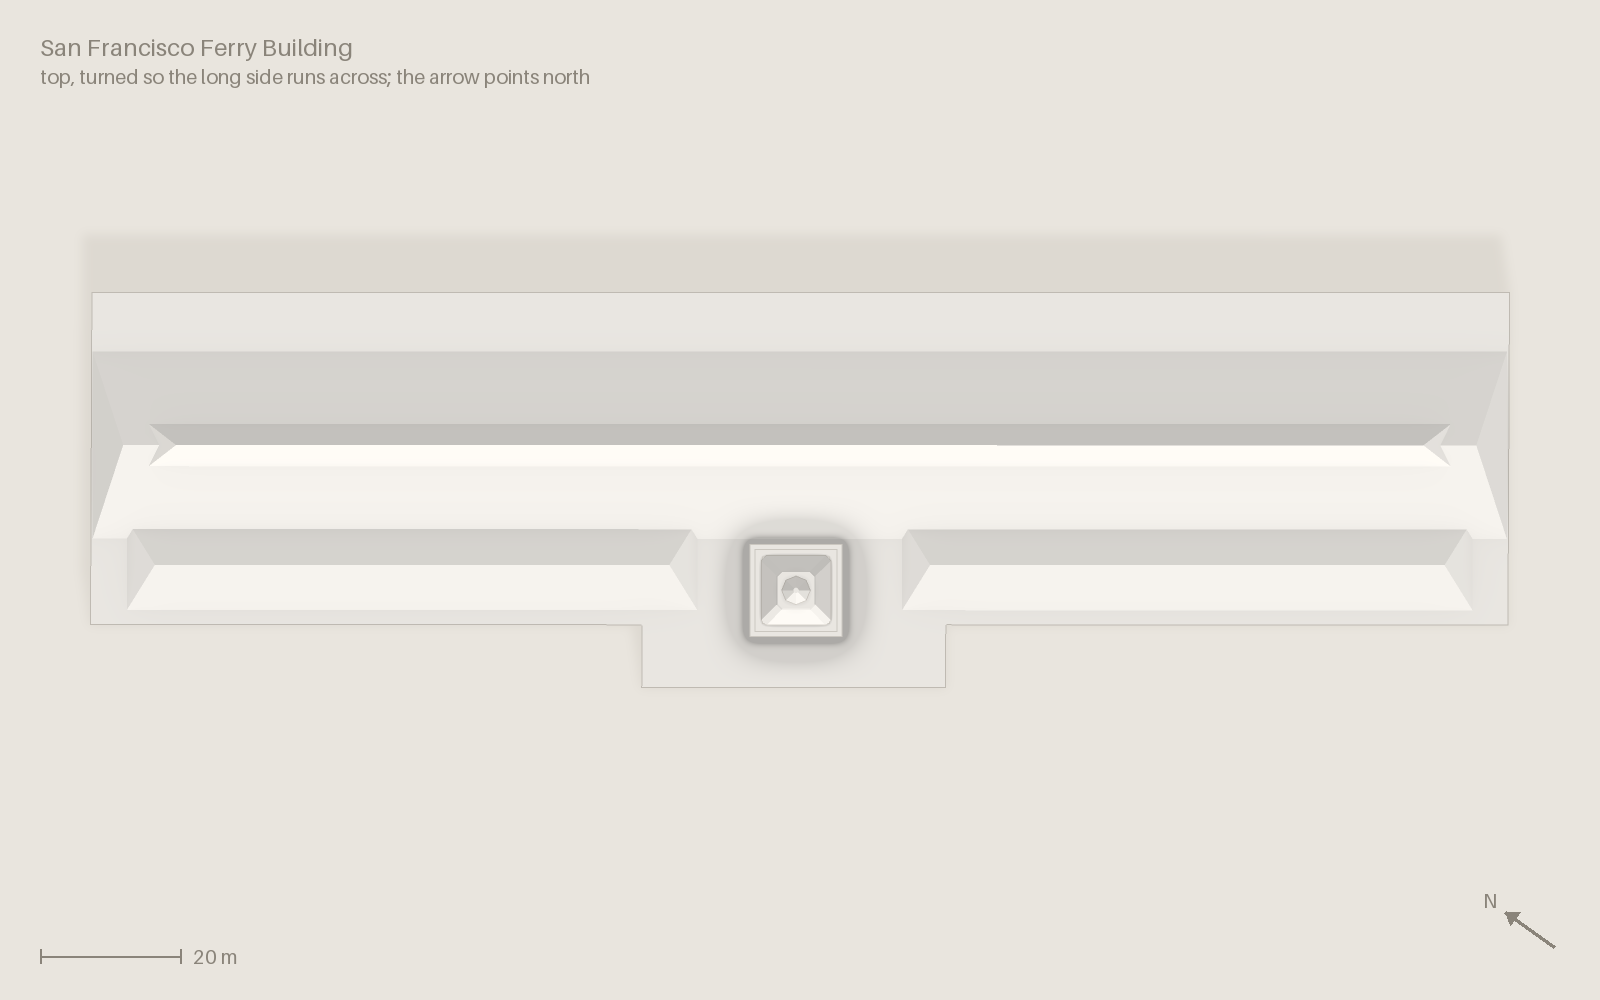 San Francisco Ferry Building
top, turned so the long side runs across; the arrow points north
N
20 m